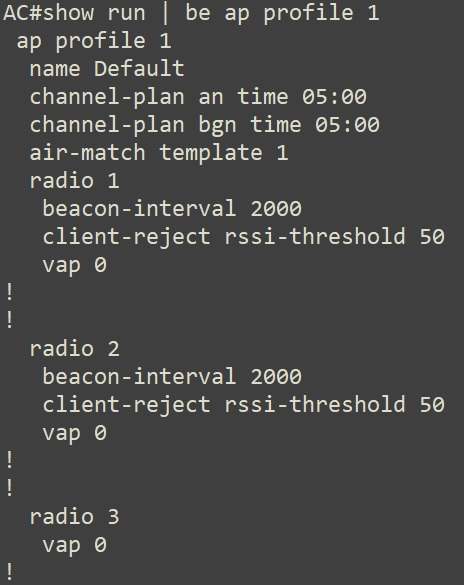 AC#show run | be ap profile 1
 ap profile 1
  name Default
  channel-plan an time 05:00
  channel-plan bgn time 05:00
  air-match template 1
  radio 1
   beacon-interval 2000
   client-reject rssi-threshold 50
   vap 0
!
!
  radio 2
   beacon-interval 2000
   client-reject rssi-threshold 50
   vap 0
!
!
  radio 3
   vap 0
!